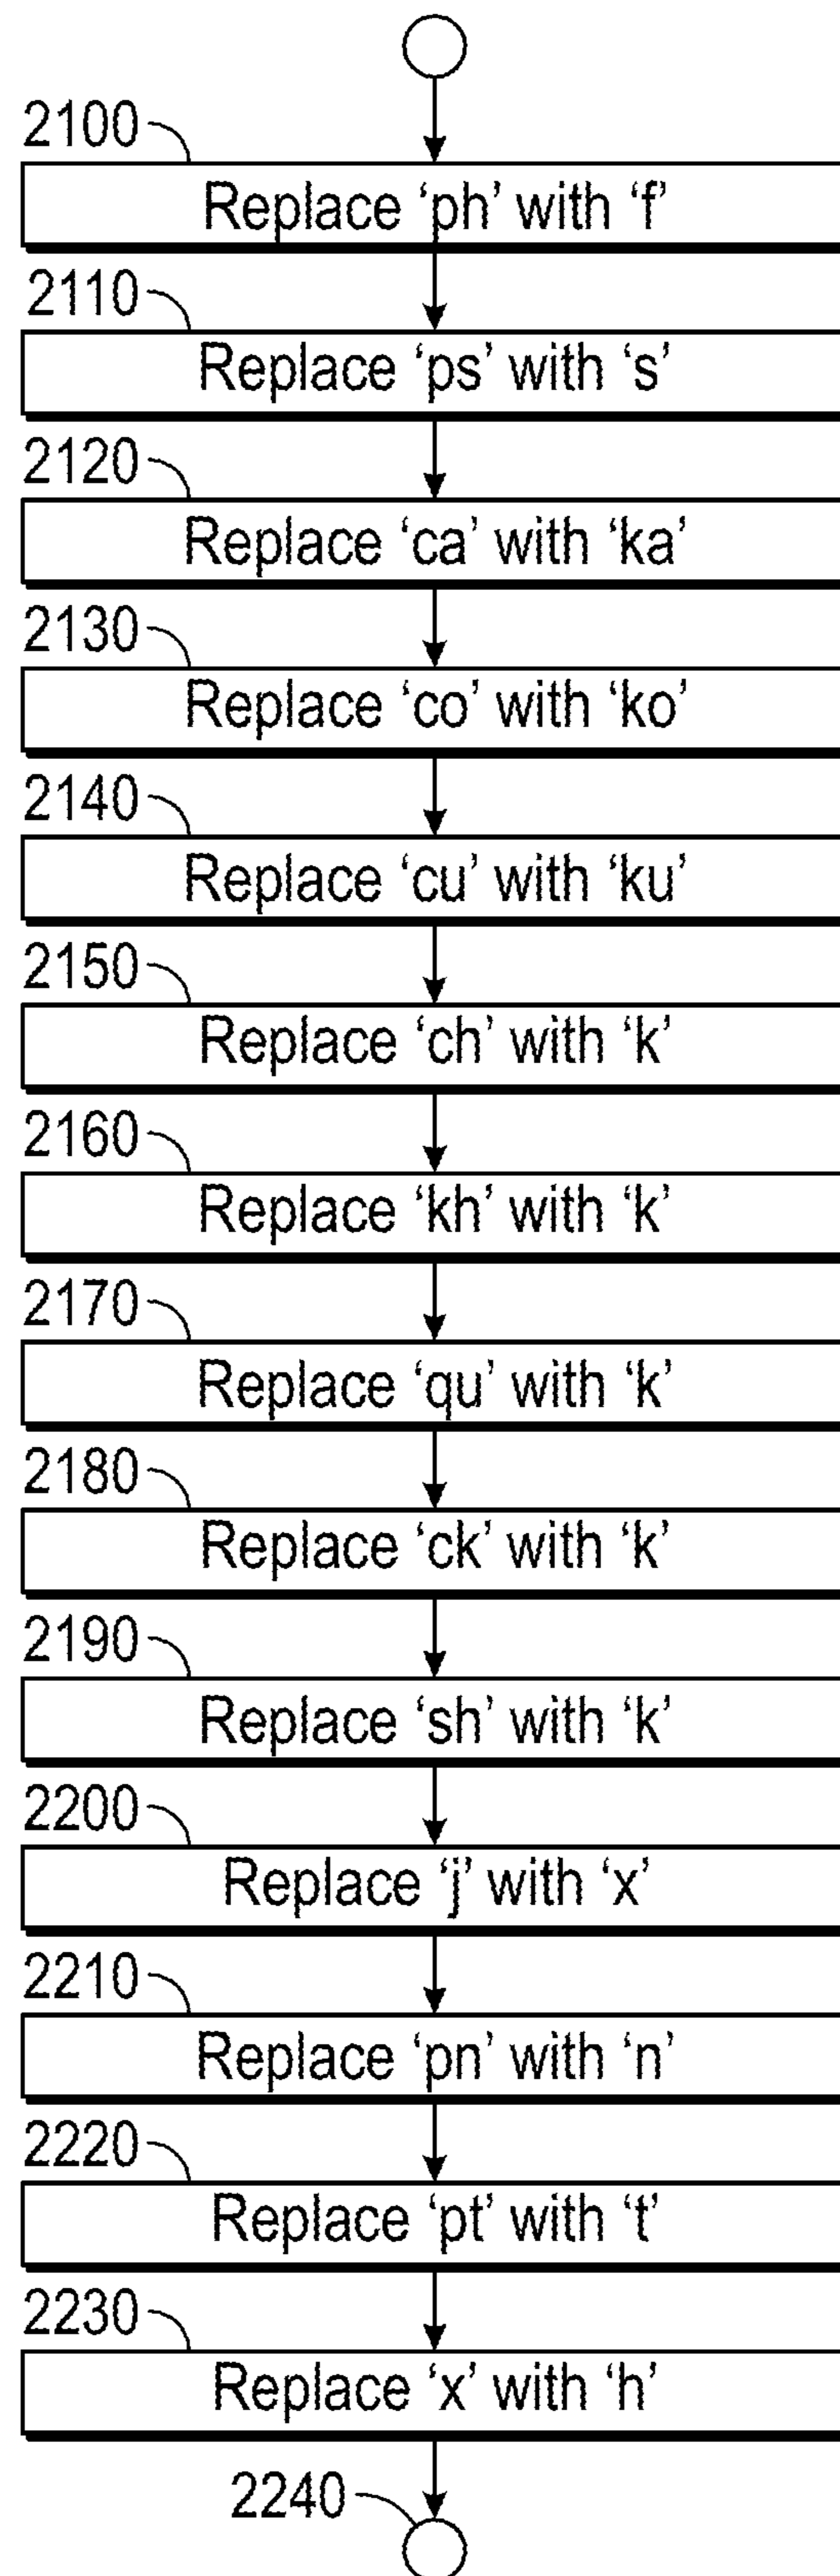 2100
Replace ‘ph’ with ‘f’
2110
Replace ‘ps’ with ‘s’
2120
Replace ‘ca’ with ‘ka’
2130
Replace ‘co’ with ‘ko’
2140
Replace ‘cu’ with ‘ku’
2150
Replace ‘ch’ with ‘k’
2160
Replace ‘kh’ with ‘k’
2170
Replace ‘qu’ with ‘k’
2180
Replace ‘ck’ with ‘k’
2190
Replace ‘sh’ with ‘k’
2200
Replace ‘j’ with ‘x’
2210
Replace ‘pn’ with ‘n’
2220
Replace ‘pt’ with ‘t’
2230
Replace ‘x’ with ‘h’
2240